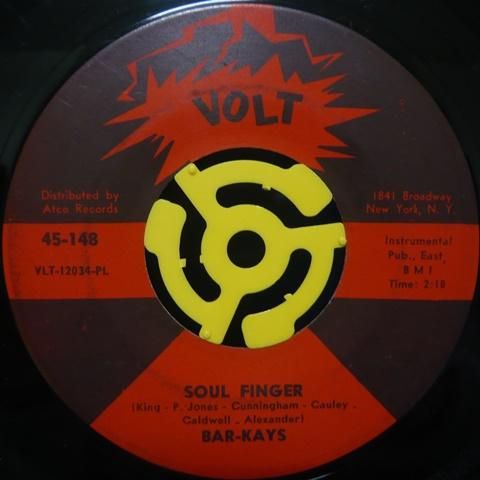 VOLT
Distributed by
Atco Records
1841 Broadway
New York, N. Y.
45-148
VLT-12034-PL
Instrumental
Pub., East,
B M I
Time: 2:18
SOUL FINGER
(King - P. Jones - Cunningham - Cauley -
Caldwell - Alexander)
BAR-KAYS